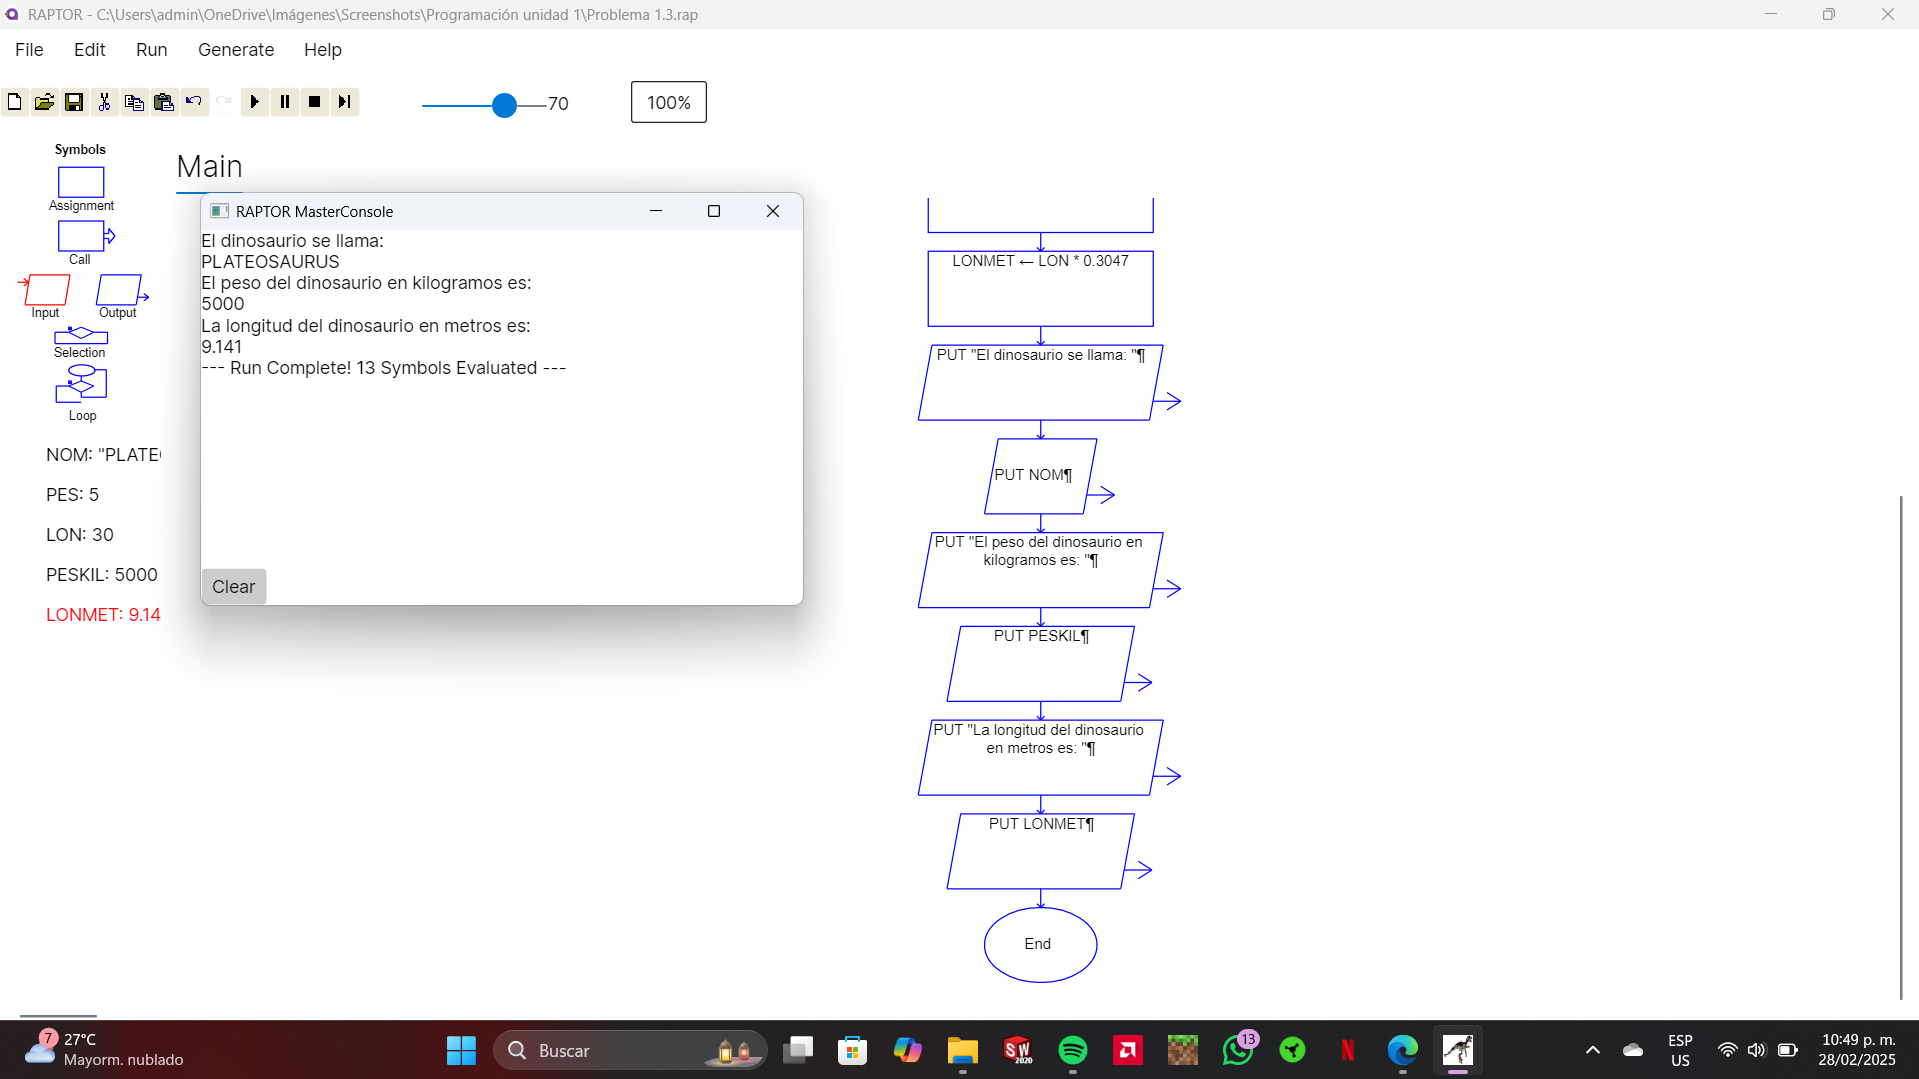 RAPTOR - C:\Users\admin\OneDrive\Imágenes\Screenshots\Programación unidad 1\Problema 1.3.rap
File Edit Run Generate Help
70
100%
Symbols
Assignment
Call
Input Output
Selection
Loop
NOM: "PLATE
PES: 5
LON: 30
PESKIL: 5000
LONMET: 9.14
Main
RAPTOR MasterConsole
El dinosaurio se llama:
PLATEOSAURUS
El peso del dinosaurio en kilogramos es:
5000
La longitud del dinosaurio en metros es:
9.141
--- Run Complete! 13 Symbols Evaluated ---
Clear
LONMET ← LON * 0.3047
PUT "El dinosaurio se llama: "¶
PUT NOM¶
PUT "El peso del dinosaurio en
kilogramos es: "¶
PUT PESKIL¶
PUT "La longitud del dinosaurio
en metros es: "¶
PUT LONMET¶
End
7
27°C
Mayorm. nublado
Buscar
SW
2020
13
N
ESP
US
10:49 p. m.
28/02/2025